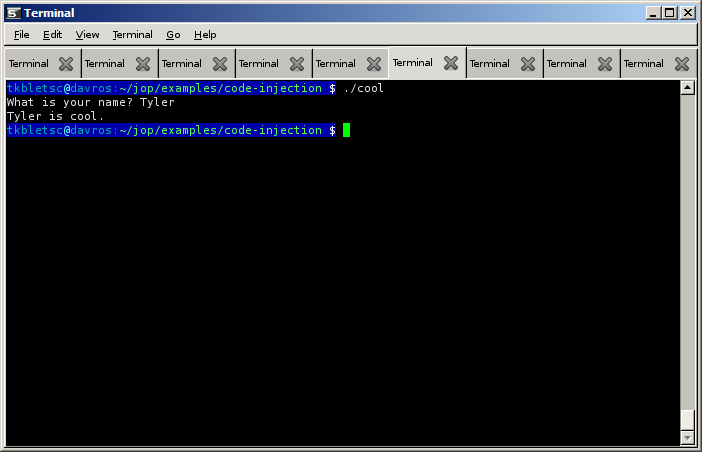 Terminal
File Edit View Terminal Go Help
Terminal Terminal Terminal Terminal Terminal Terminal Terminal Terminal Terminal
tkbletsc@davros:~/jop/examples/code-injection $ ./cool
What is your name? Tyler
Tyler is cool.
tkbletsc@davros:~/jop/examples/code-injection $